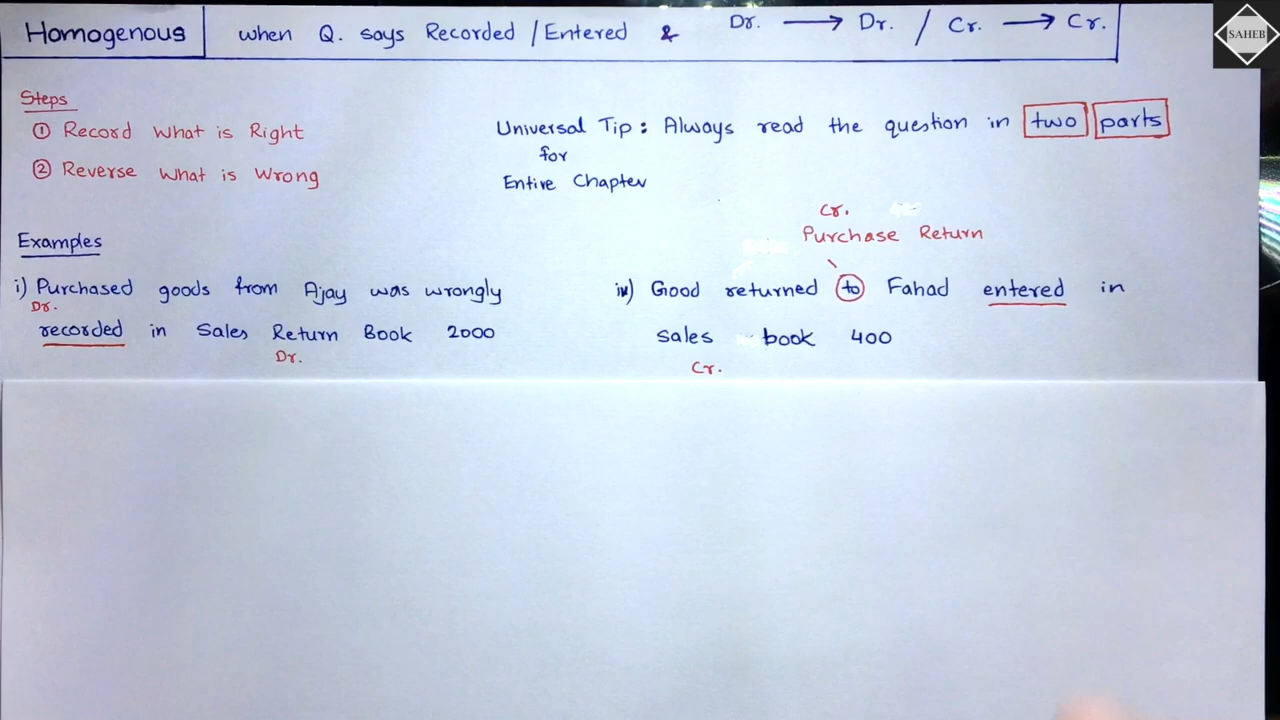 Homogenous when Q. says Recorded / Entered & Dr. → Dr. / Cr. → Cr.
SAHEB
Steps
① Record What is Right
② Reverse What is Wrong
Universal Tip : Always read the question in two parts
for
Entire Chapter
Examples
i) Purchased goods from Ajay was wrongly
Dr.
recorded in Sales Return Book 2000
Dr.
Cr.
Purchase Return
iv) Good returned to Fahad entered in
sales book 400
Cr.